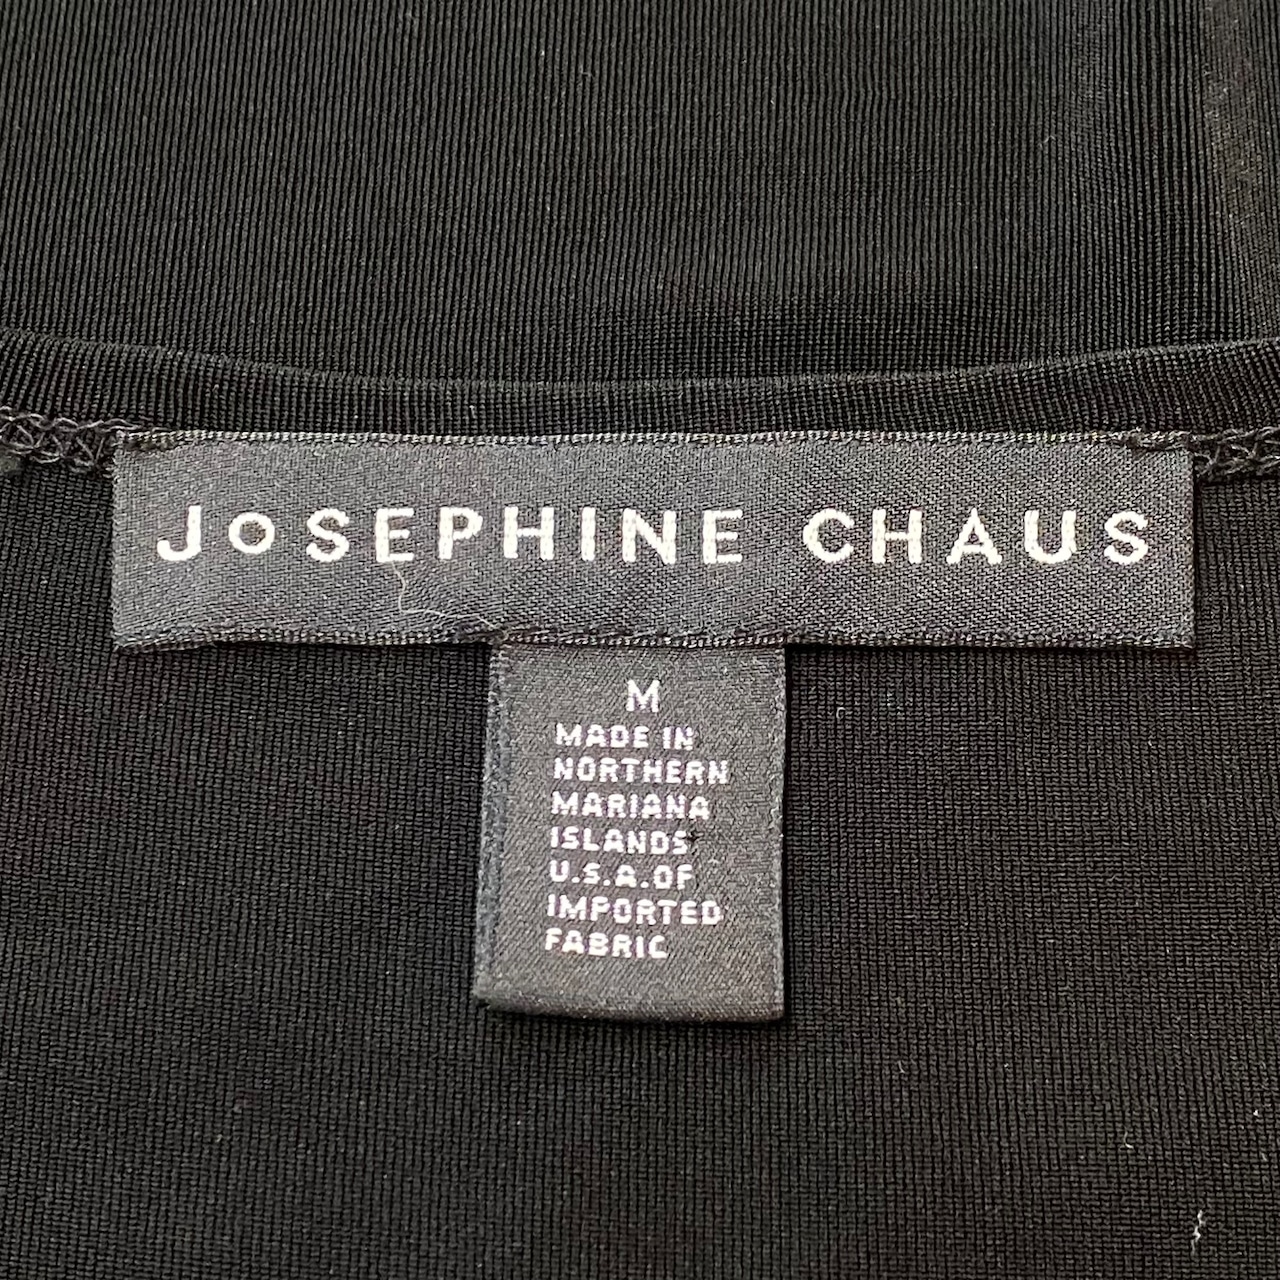 JoSEPHINE CHAUS
M
MADE IN
NORTHERN
MARIANA
ISLANDS
U.S.A.OF
IMPORTED
FABRIC